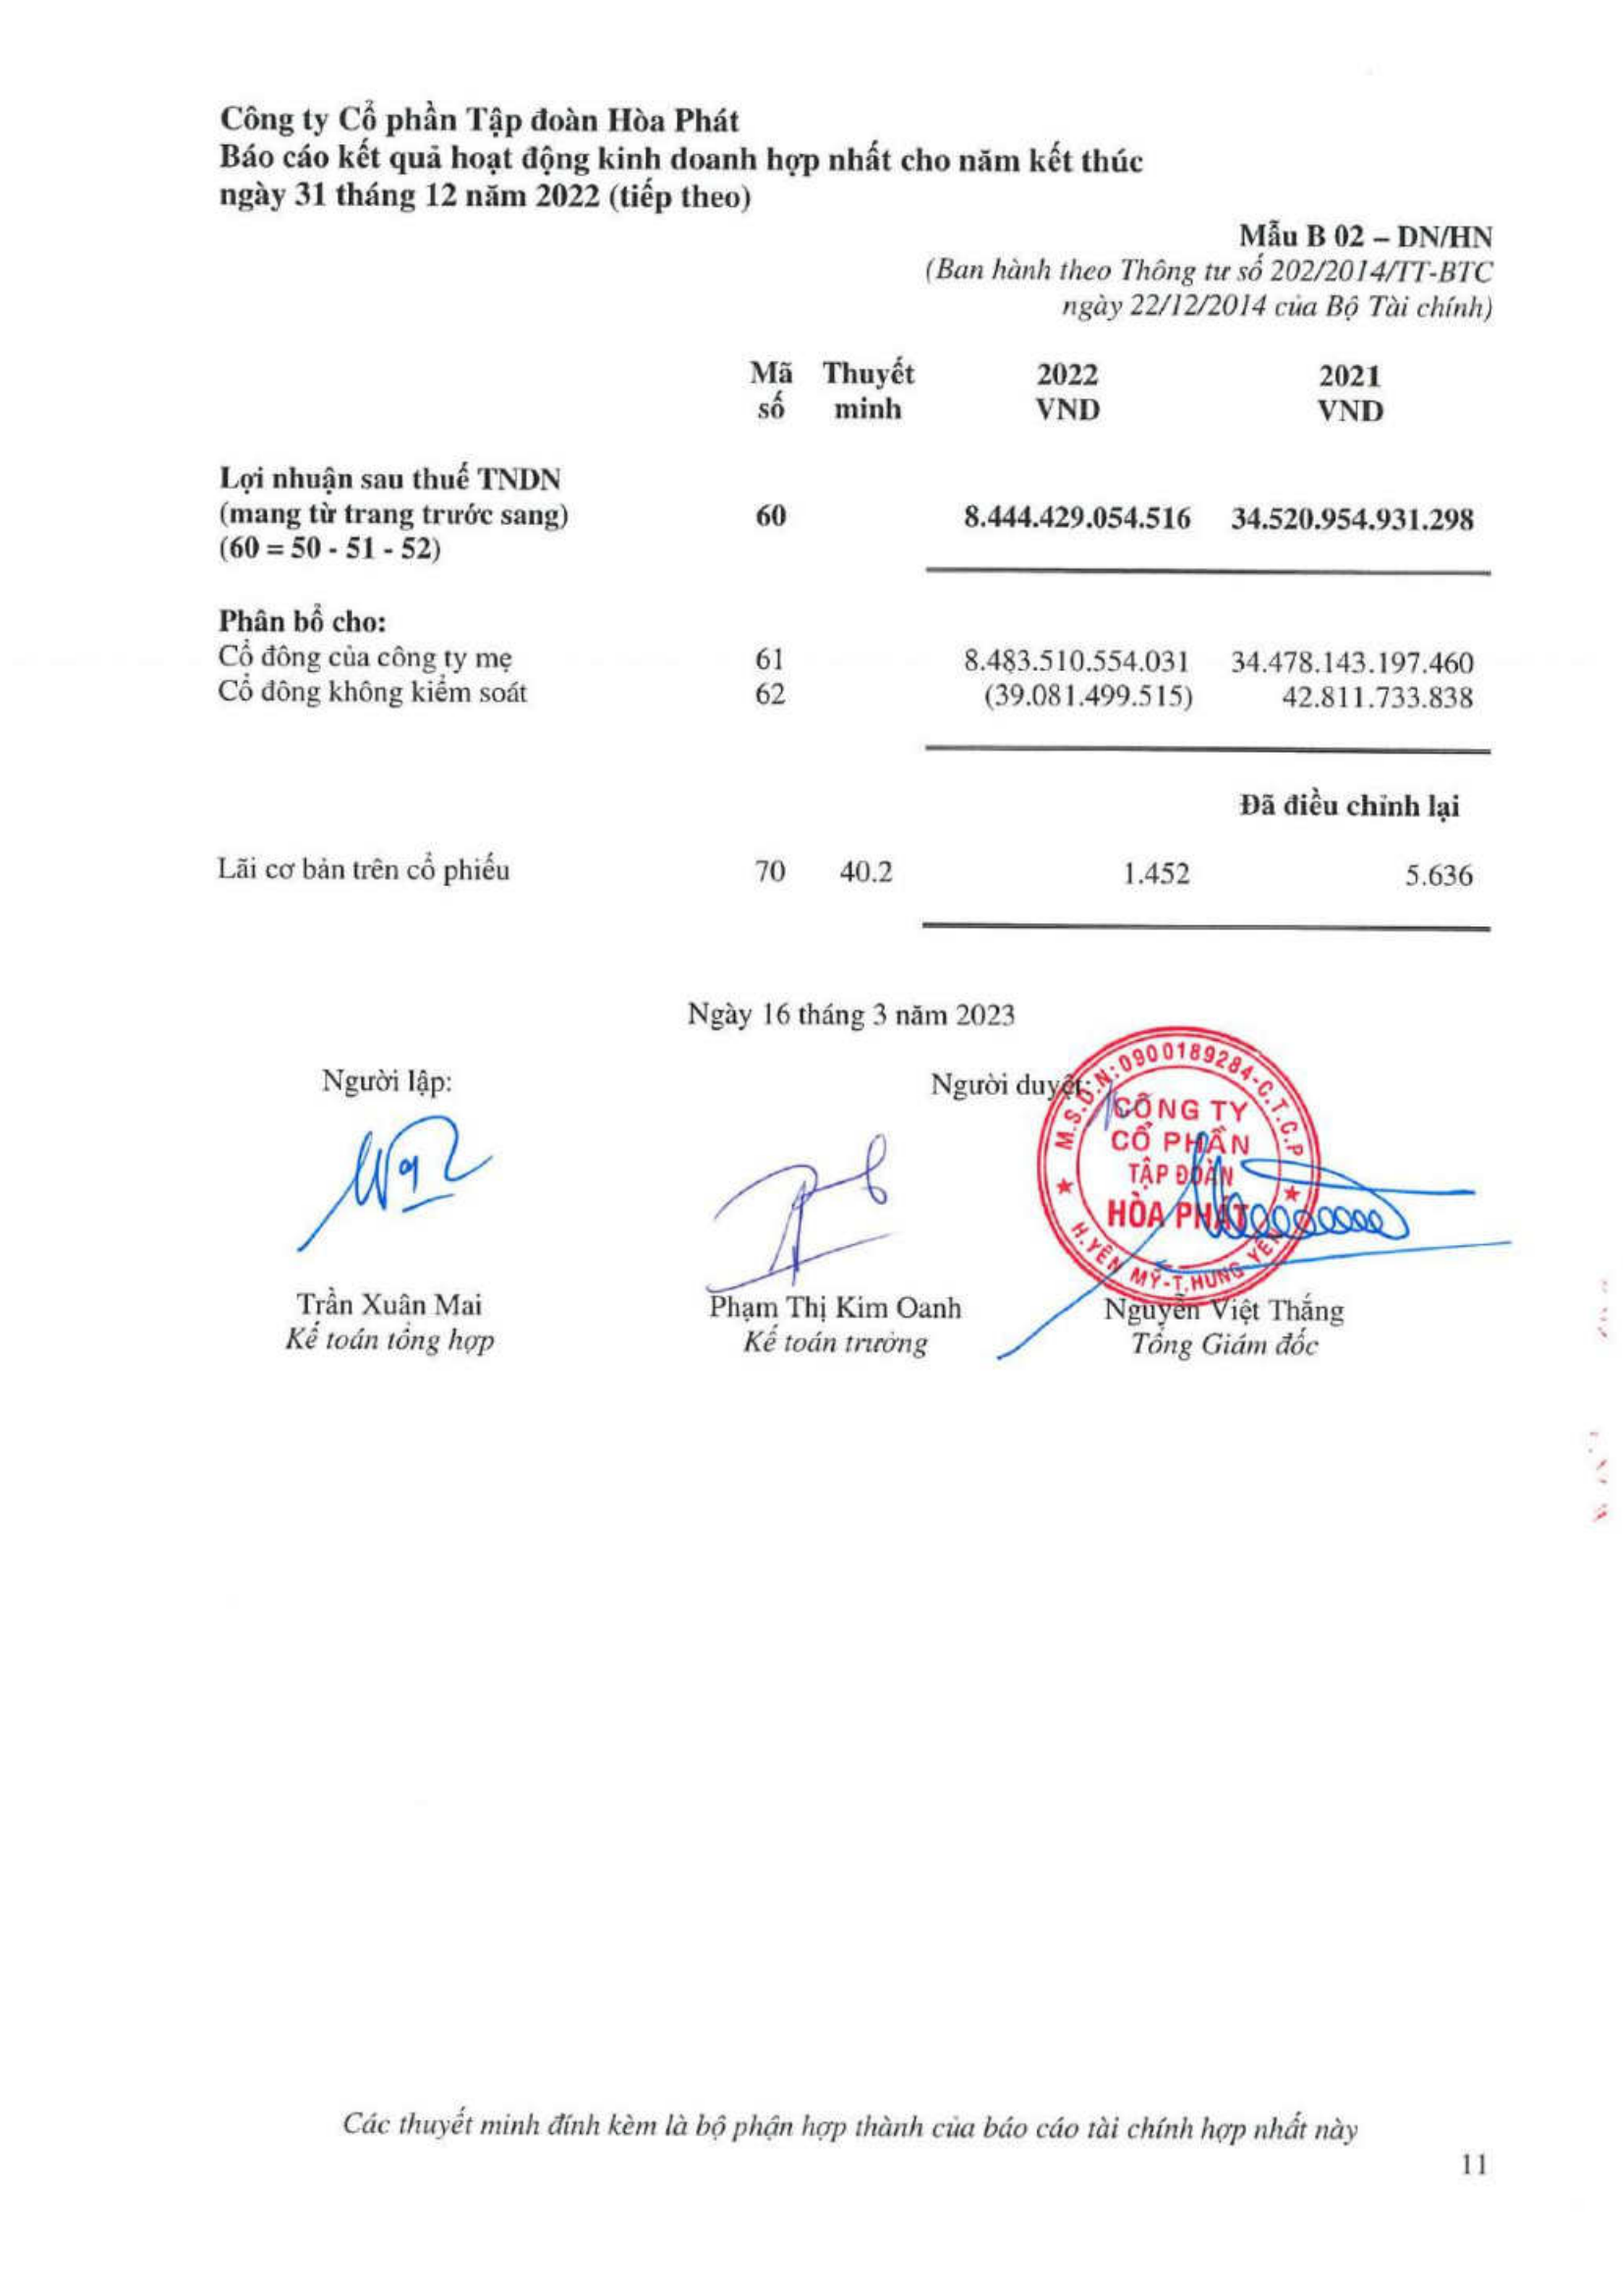 Công ty Cổ phần Tập đoàn Hòa Phát
Báo cáo kết quả hoạt động kinh doanh hợp nhất cho năm kết thúc
ngày 31 tháng 12 năm 2022 (tiếp theo)
Mẫu B 02 – DN/HN
(Ban hành theo Thông tư số 202/2014/TT-BTC
ngày 22/12/2014 của Bộ Tài chính)
Mã Thuyết 2022 2021
số minh VND VND
Lợi nhuận sau thuế TNDN
(mang từ trang trước sang) 60 8.444.429.054.516 34.520.954.931.298
(60 = 50 - 51 - 52)
Phân bổ cho:
Cổ đông của công ty mẹ 61 8.483.510.554.031 34.478.143.197.460
Cổ đông không kiểm soát 62 (39.081.499.515) 42.811.733.838
Đã điều chỉnh lại
Lãi cơ bản trên cổ phiếu 70 40.2 1.452 5.636
Ngày 16 tháng 3 năm 2023
Người lập: Người duyệt:
M.S.D.N:0900189284-C.T.C.P
CÔNG TY
CỔ PHẦN
TẬP ĐOÀN
HÒA PHÁT
H.YÊN MỸ-T.HƯNG YÊN
Trần Xuân Mai Phạm Thị Kim Oanh Nguyễn Việt Thắng
Kế toán tổng hợp Kế toán trưởng Tổng Giám đốc
Các thuyết minh đính kèm là bộ phận hợp thành của báo cáo tài chính hợp nhất này
11